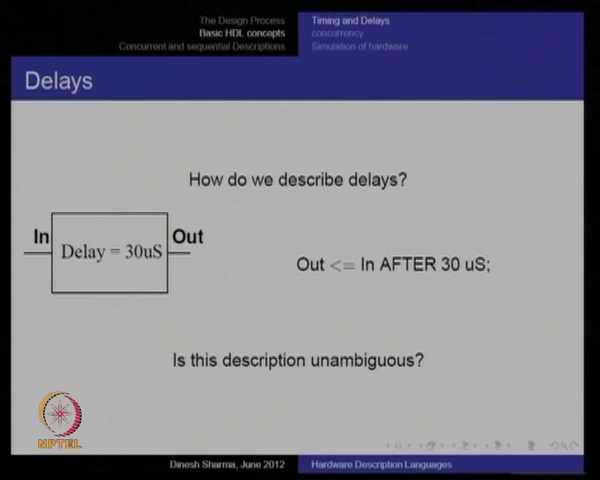 The Design Process
Basic HDL concepts
Concurrent and sequential Descriptions
Timing and Delays
concurrency
Simulation of hardware
Delays
How do we describe delays?
In
Delay = 30uS
Out
Out <= In AFTER 30 uS;
Is this description unambiguous?
NPTEL
Dinesh Sharma, June 2012
Hardware Description Languages